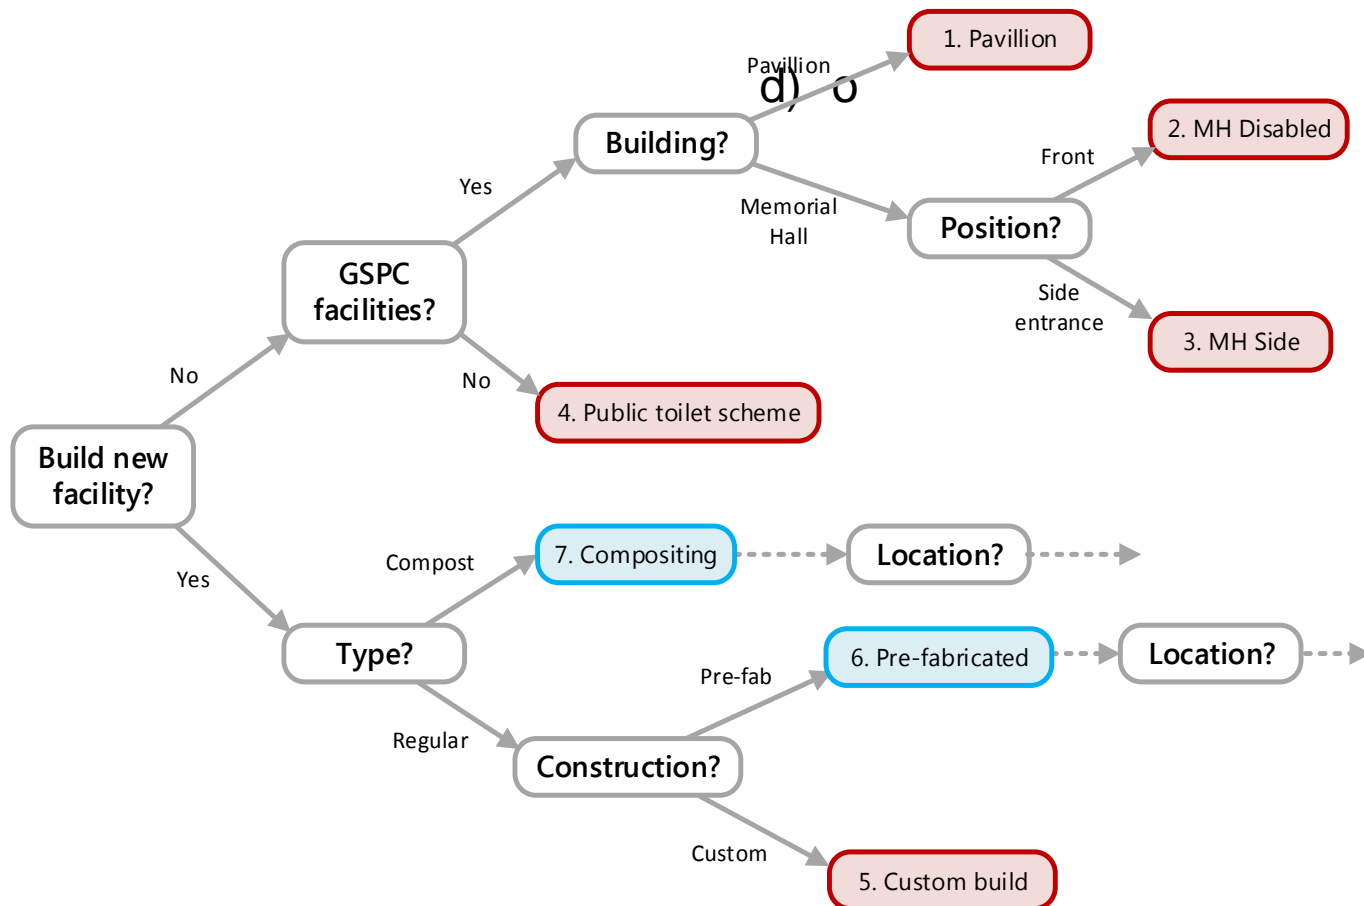 1. Pavillion
Pavillion
d) o
2. MH Disabled
Building?
Front
Yes
Memorial
Hall
Position?
GSPC
facilities?
Side
entrance
3. MH Side
No
No
4. Public toilet scheme
Build new
facility?
7. Compositing
Location?
Compost
Yes
Type?
6. Pre-fabricated
Location?
Pre-fab
Regular
Construction?
Custom
5. Custom build